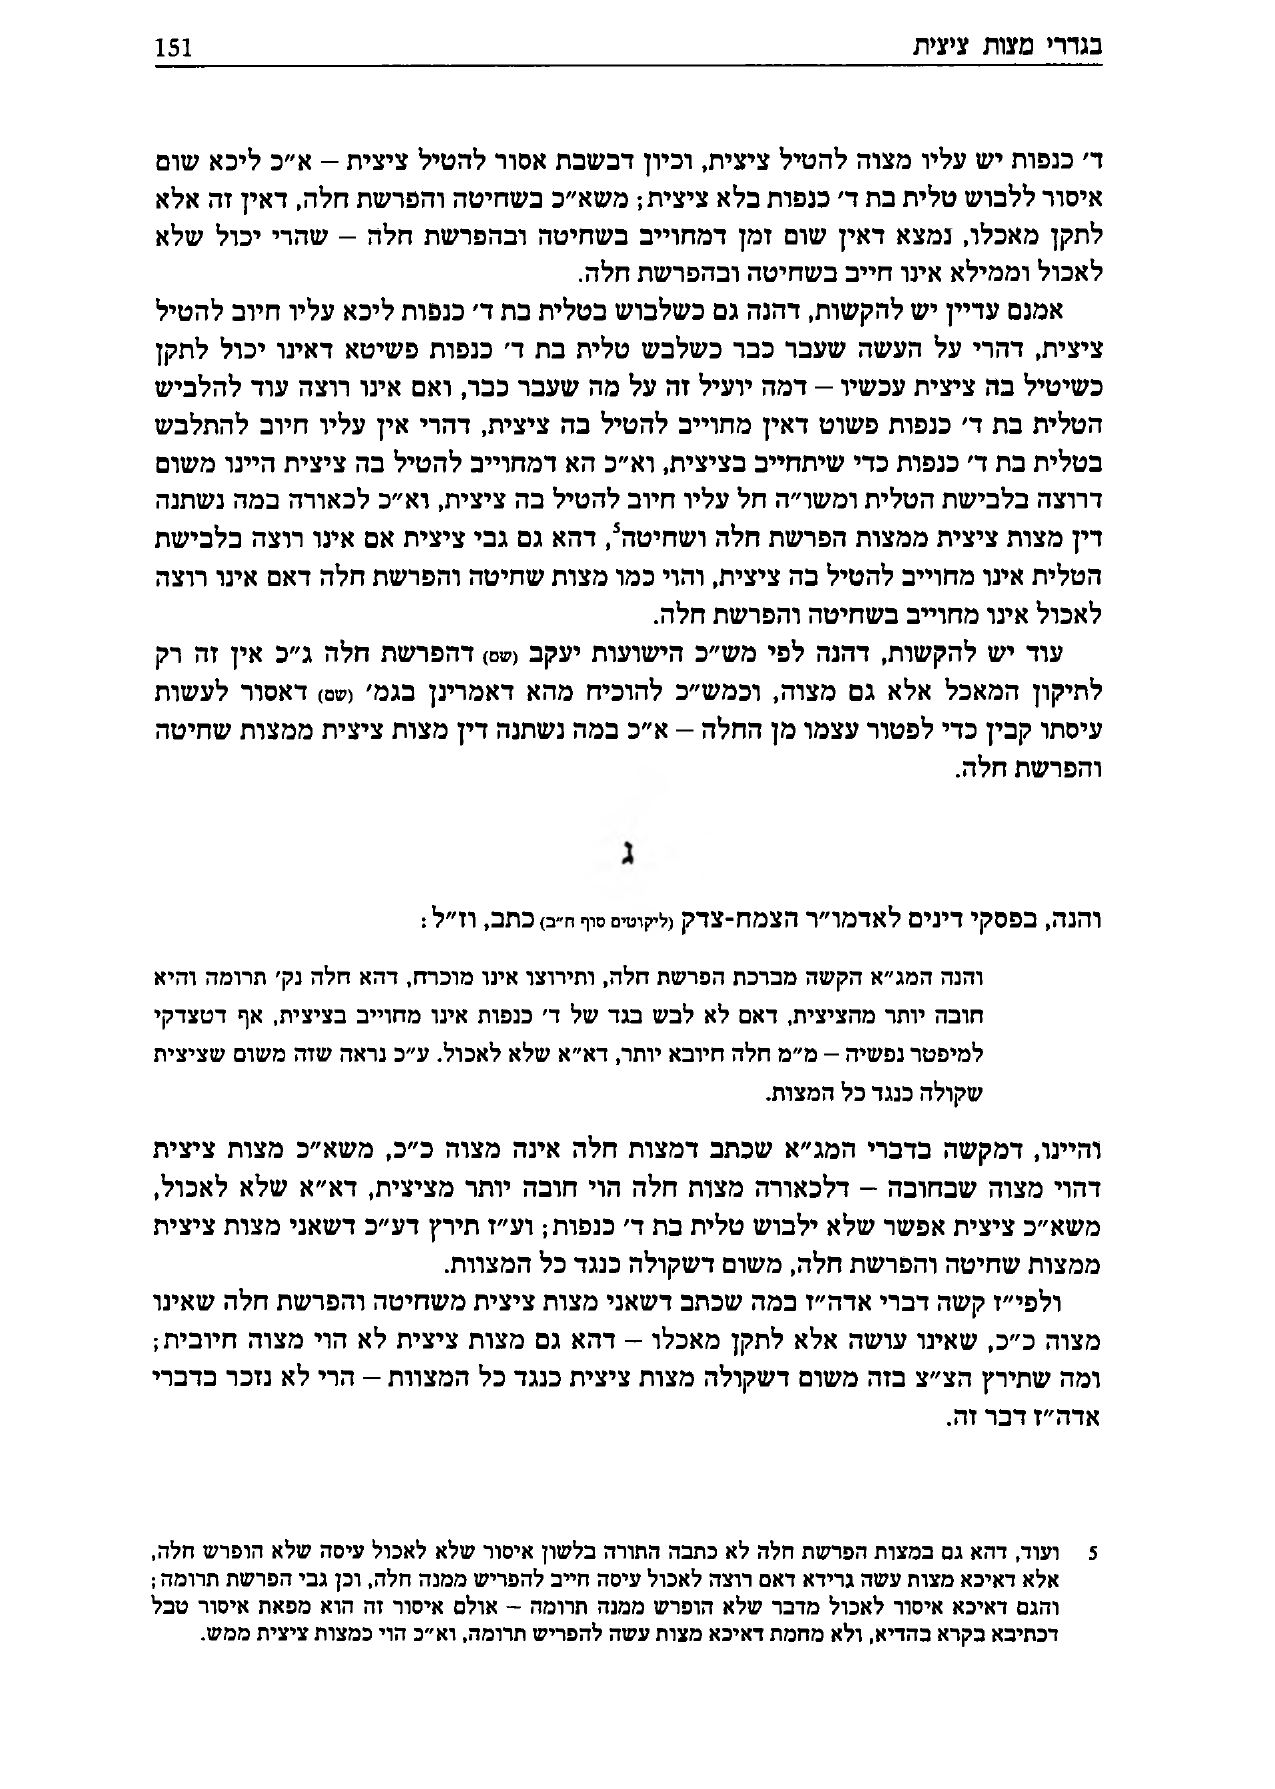 בגדרי מצות ציצית 151
ד׳ כנפות יש עליו מצוה להטיל ציצית, וכיון דבשבת אסור להטיל ציצית – א״כ ליכא שום
איסור ללבוש טלית בת ד׳ כנפות בלא ציצית; משא״כ בשחיטה והפרשת חלה, דאין זה אלא
לתקן מאכלו, נמצא דאין שום זמן דמחוייב בשחיטה ובהפרשת חלה – שהרי יכול שלא
לאכול וממילא אינו חייב בשחיטה ובהפרשת חלה.
אמנם עדיין יש להקשות, דהנה גם כשלבוש בטלית בת ד׳ כנפות ליכא עליו חיוב להטיל
ציצית, דהרי על העשה שעבר כבר כשלבש טלית בת ד׳ כנפות פשיטא דאינו יכול לתקן
כשיטיל בה ציצית עכשיו – דמה יועיל זה על מה שעבר כבר, ואם אינו רוצה עוד להלביש
הטלית בת ד׳ כנפות פשוט דאין מחוייב להטיל בה ציצית, דהרי אין עליו חיוב להתלבש
בטלית בת ד׳ כנפות כדי שיתחייב בציצית, וא״כ הא דמחוייב להטיל בה ציצית היינו משום
דרוצה בלבישת הטלית ומשו״ה חל עליו חיוב להטיל בה ציצית, וא״כ לכאורה במה נשתנה
דין מצות ציצית ממצות הפרשת חלה ושחיטה5, דהא גם גבי ציצית אם אינו רוצה בלבישת
הטלית אינו מחוייב להטיל בה ציצית, והוי כמו מצות שחיטה והפרשת חלה דאם אינו רוצה
לאכול אינו מחוייב בשחיטה והפרשת חלה.
עוד יש להקשות, דהנה לפי מש״כ הישועות יעקב (שם) דהפרשת חלה ג״כ אין זה רק
לתיקון המאכל אלא גם מצוה, וכמש״כ להוכיח מהא דאמרינן בגמ׳ (שם) דאסור לעשות
עיסתו קבין כדי לפטור עצמו מן החלה – א״כ במה נשתנה דין מצות ציצית ממצות שחיטה
והפרשת חלה.
ג
והנה, בפסקי דינים לאדמו״ר הצמח-צדק (ליקוטים סוף ח״ב) כתב, וז״ל:
והנה המג״א הקשה מברכת הפרשת חלה, ותירוצו אינו מוכרח, דהא חלה נק׳ תרומה והיא
חובה יותר מהציצית, דאם לא לבש בגד של ד׳ כנפות אינו מחוייב בציצית, אף דטצדקי
למיפטר נפשיה – מ״מ חלה חיובא יותר, דא״א שלא לאכול. ע״כ נראה שזה משום שציצית
שקולה כנגד כל המצות.
והיינו, דמקשה בדברי המג״א שכתב דמצות חלה אינה מצוה כ״כ, משא״כ מצות ציצית
דהוי מצוה שבחובה – דלכאורה מצות חלה הוי חובה יותר מציצית, דא״א שלא לאכול,
משא״כ ציצית אפשר שלא ילבוש טלית בת ד׳ כנפות; וע״ז תירץ דע״כ דשאני מצות ציצית
ממצות שחיטה והפרשת חלה, משום דשקולה כנגד כל המצוות.
ולפי״ז קשה דברי אדה״ז במה שכתב דשאני מצות ציצית משחיטה והפרשת חלה שאינו
מצוה כ״כ, שאינו עושה אלא לתקן מאכלו – דהא גם מצות ציצית לא הוי מצוה חיובית;
ומה שתירץ הצ״צ בזה משום דשקולה מצות ציצית כנגד כל המצוות – הרי לא נזכר בדברי
אדה״ז דבר זה.
5 ועוד, דהא גם במצות הפרשת חלה לא כתבה התורה בלשון איסור שלא לאכול עיסה שלא הופרש חלה,
אלא דאיכא מצות עשה גרידא דאם רוצה לאכול עיסה חייב להפריש ממנה חלה, וכן גבי הפרשת תרומה;
והגם דאיכא איסור לאכול מדבר שלא הופרש ממנה תרומה – אולם איסור זה הוא מפאת איסור טבל
דכתיבא בקרא בהדיא, ולא מחמת דאיכא מצות עשה להפריש תרומה, וא״כ הוי כמצות ציצית ממש.